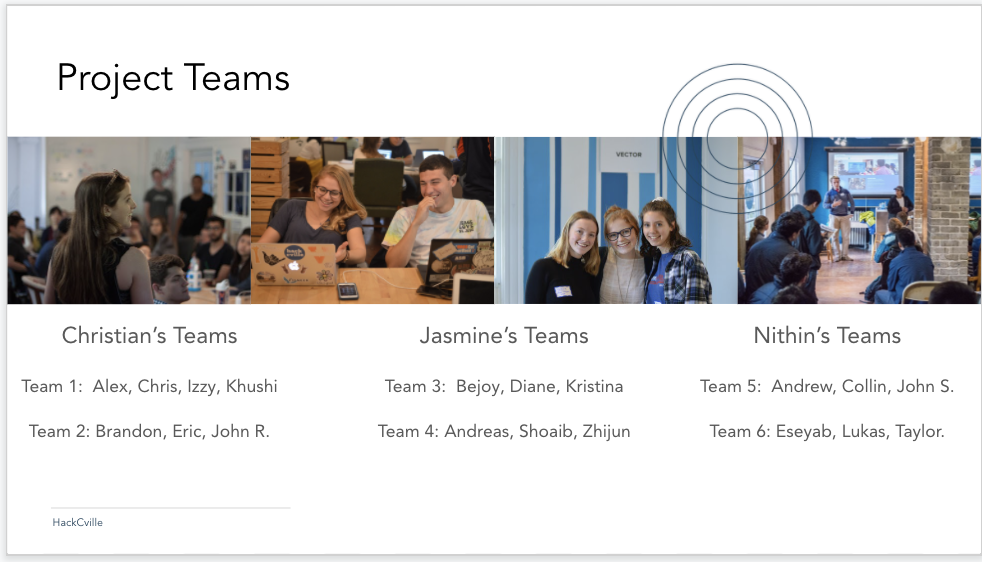 Project Teams
VECTOR
Christian’s Teams
Team 1:  Alex, Chris, Izzy, Khushi
Team 2: Brandon, Eric, John R.
Jasmine’s Teams
Team 3:  Bejoy, Diane, Kristina
Team 4: Andreas, Shoaib, Zhijun
Nithin’s Teams
Team 5:  Andrew, Collin, John S.
Team 6: Eseyab, Lukas, Taylor.
HackCville